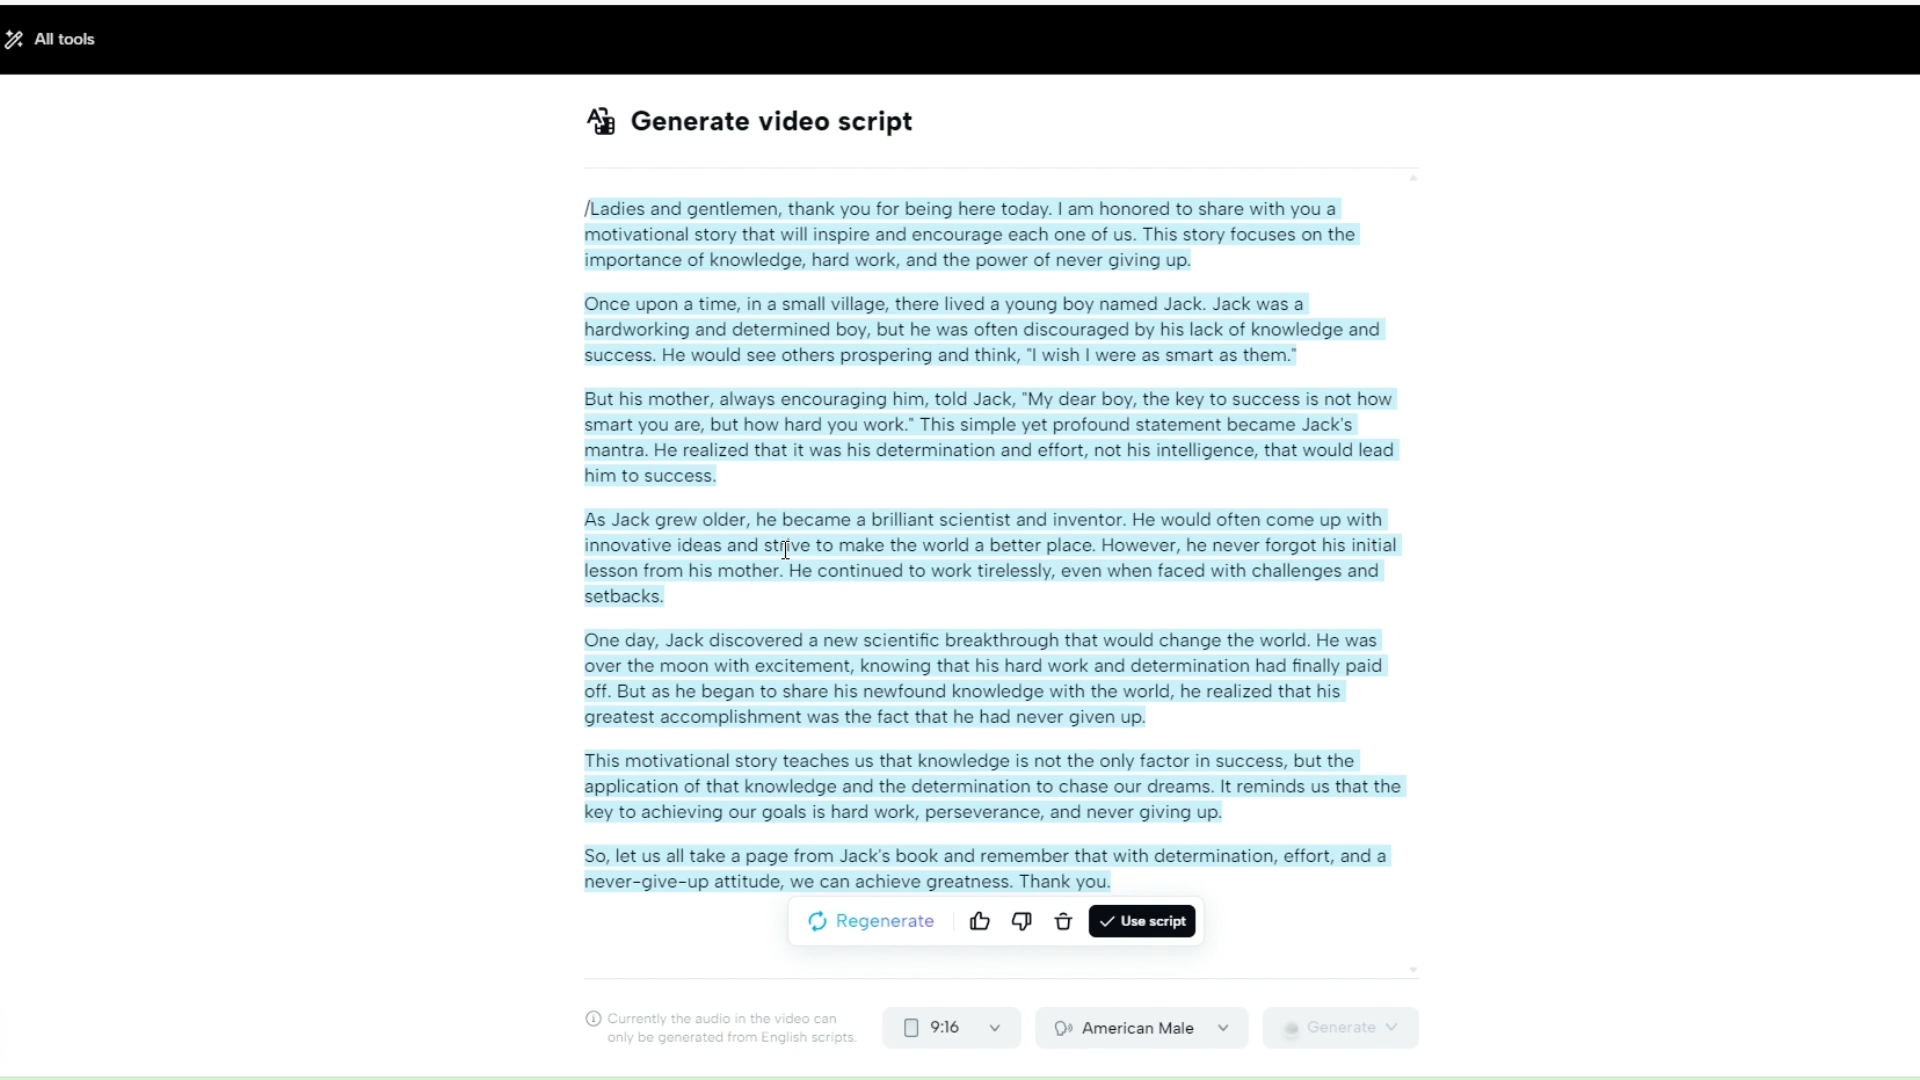 All tools
Generate video script
/Ladies and gentlemen, thank you for being here today. I am honored to share with you a
motivational story that will inspire and encourage each one of us. This story focuses on the
importance of knowledge, hard work, and the power of never giving up.
Once upon a time, in a small village, there lived a young boy named Jack. Jack was a
hardworking and determined boy, but he was often discouraged by his lack of knowledge and
success. He would see others prospering and think, "I wish I were as smart as them."
But his mother, always encouraging him, told Jack, "My dear boy, the key to success is not how
smart you are, but how hard you work." This simple yet profound statement became Jack's
mantra. He realized that it was his determination and effort, not his intelligence, that would lead
him to success.
As Jack grew older, he became a brilliant scientist and inventor. He would often come up with
innovative ideas and strive to make the world a better place. However, he never forgot his initial
lesson from his mother. He continued to work tirelessly, even when faced with challenges and
setbacks.
One day, Jack discovered a new scientific breakthrough that would change the world. He was
over the moon with excitement, knowing that his hard work and determination had finally paid
off. But as he began to share his newfound knowledge with the world, he realized that his
greatest accomplishment was the fact that he had never given up.
This motivational story teaches us that knowledge is not the only factor in success, but the
application of that knowledge and the determination to chase our dreams. It reminds us that the
key to achieving our goals is hard work, perseverance, and never giving up.
So, let us all take a page from Jack's book and remember that with determination, effort, and a
never-give-up attitude, we can achieve greatness. Thank you.
Regenerate
Use script
Currently the audio in the video can
only be generated from English scripts.
9:16
American Male
Generate